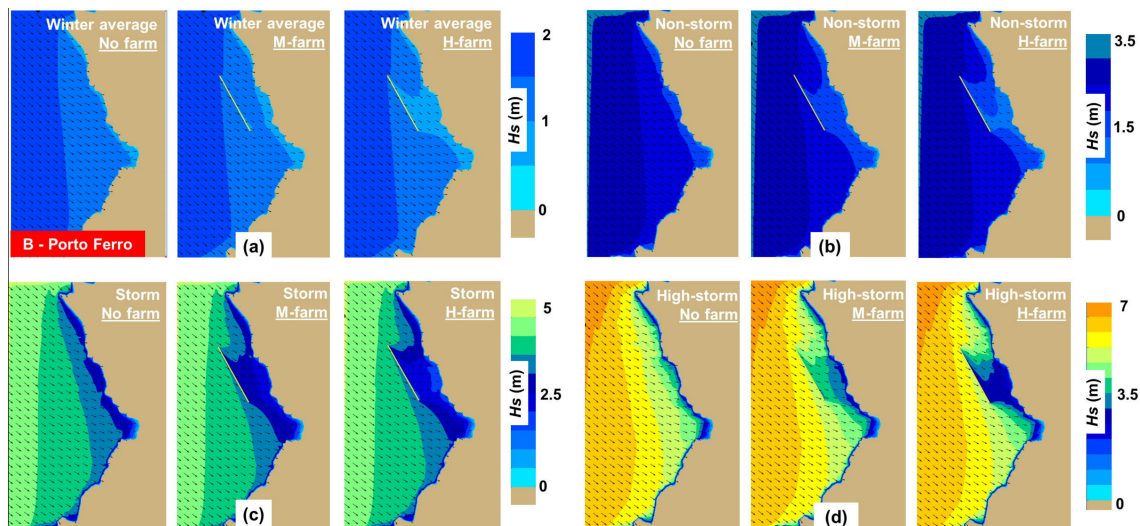 Winter average
No farm
Winter average
M-farm
Winter average
H-farm
2
1
0
Hs (m)
B - Porto Ferro
(a)
Non-storm
No farm
Non-storm
M-farm
Non-storm
H-farm
3.5
1.5
0
Hs (m)
(b)
Storm
No farm
Storm
M-farm
Storm
H-farm
5
2.5
0
Hs (m)
(c)
High-storm
No farm
High-storm
M-farm
High-storm
H-farm
7
3.5
0
Hs (m)
(d)